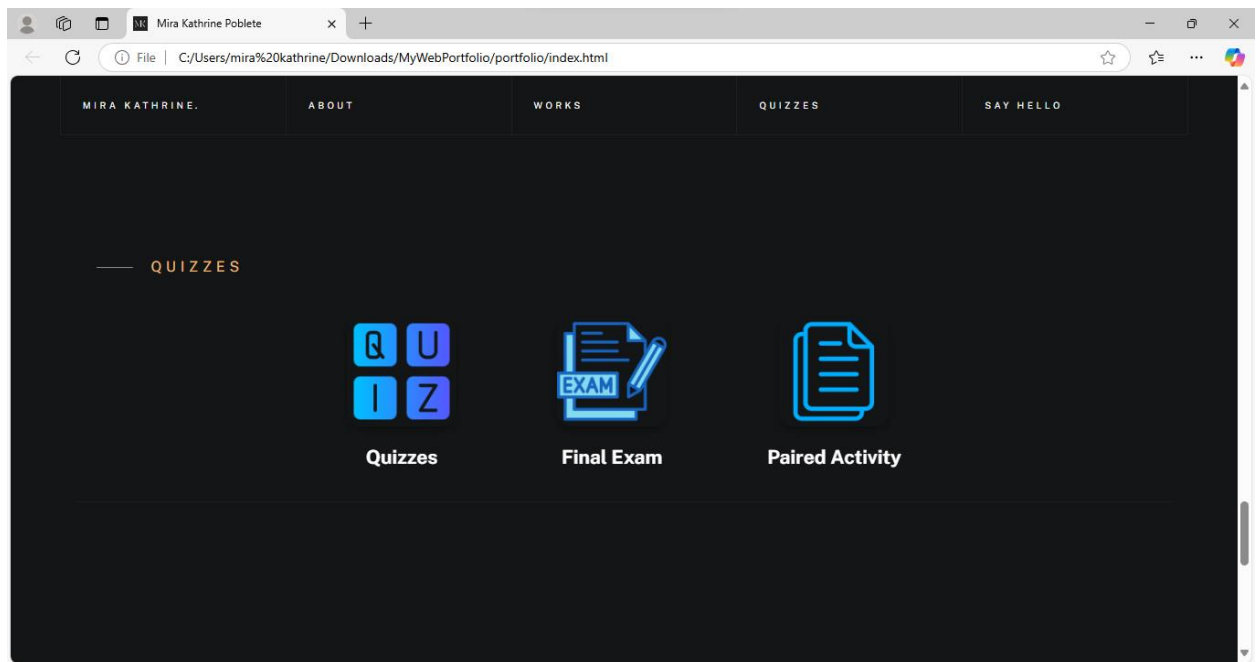 MK Mira Kathrine Poblete
File C:/Users/mira%20kathrine/Downloads/MyWebPortfolio/portfolio/index.html
MIRA KATHRINE. ABOUT WORKS QUIZZES SAY HELLO
QUIZZES
Q U
I Z
EXAM
Quizzes Final Exam Paired Activity